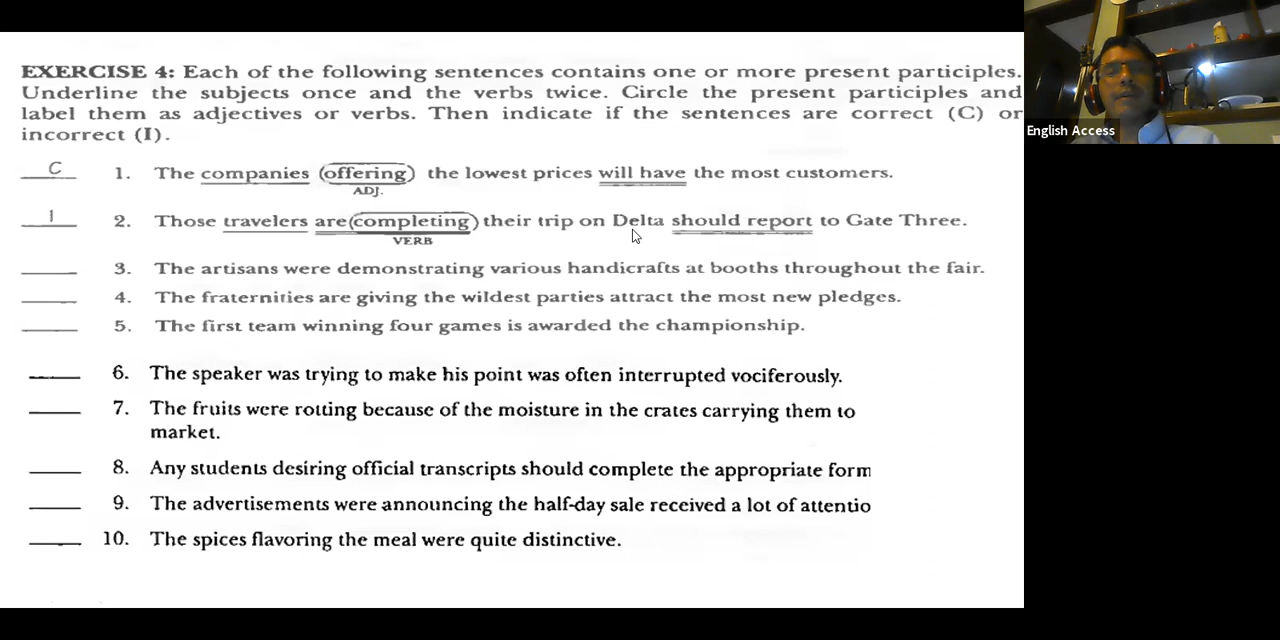 EXERCISE 4: Each of the following sentences contains one or more present participles.
Underline the subjects once and the verbs twice. Circle the present participles and
label them as adjectives or verbs. Then indicate if the sentences are correct (C) or
incorrect (I).
C 1. The companies offering the lowest prices will have the most customers.
ADJ.
I 2. Those travelers are completing their trip on Delta should report to Gate Three.
VERB
3. The artisans were demonstrating various handicrafts at booths throughout the fair.
4. The fraternities are giving the wildest parties attract the most new pledges.
5. The first team winning four games is awarded the championship.
6. The speaker was trying to make his point was often interrupted vociferously.
7. The fruits were rotting because of the moisture in the crates carrying them to
market.
8. Any students desiring official transcripts should complete the appropriate form
9. The advertisements were announcing the half-day sale received a lot of attentio
10. The spices flavoring the meal were quite distinctive.
English Access